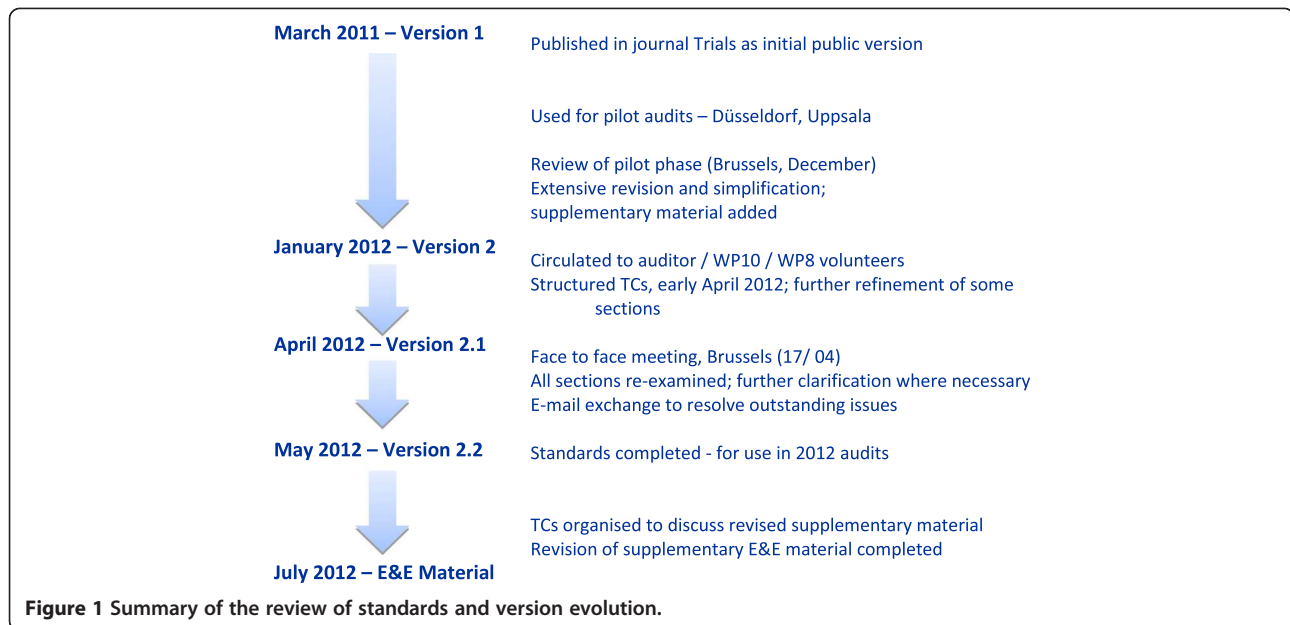 March 2011 – Version 1
Published in journal Trials as initial public version
Used for pilot audits – Düsseldorf, Uppsala
Review of pilot phase (Brussels, December)
Extensive revision and simplification;
supplementary material added
January 2012 – Version 2
Circulated to auditor / WP10 / WP8 volunteers
Structured TCs, early April 2012; further refinement of some
sections
April 2012 – Version 2.1
Face to face meeting, Brussels (17/ 04)
All sections re-examined; further clarification where necessary
E-mail exchange to resolve outstanding issues
May 2012 – Version 2.2
Standards completed - for use in 2012 audits
TCs organised to discuss revised supplementary material
Revision of supplementary E&E material completed
July 2012 – E&E Material
Figure 1 Summary of the review of standards and version evolution.